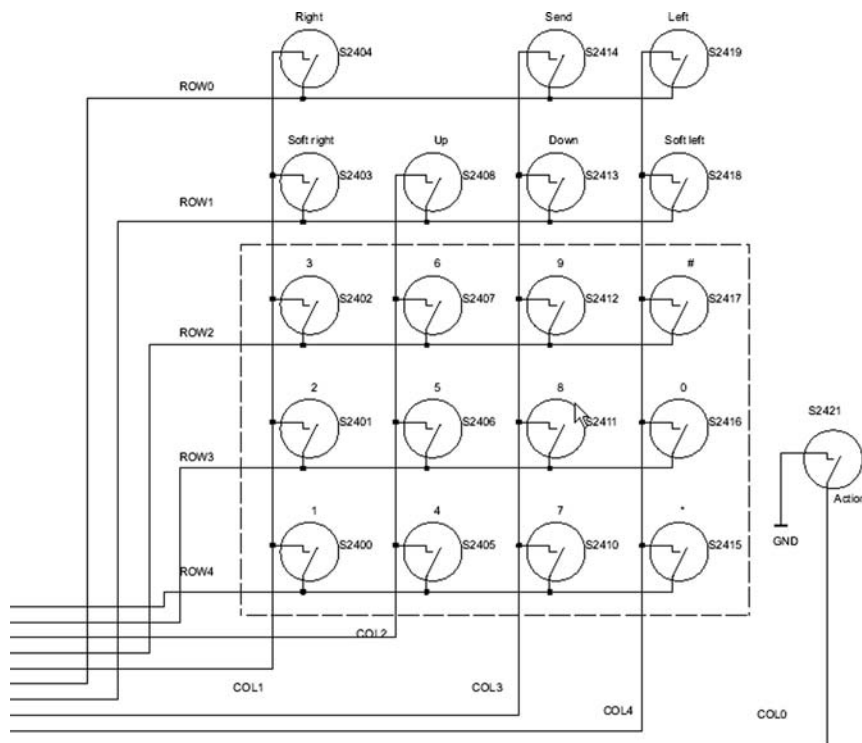 Right Send Left
S2404 S2414 S2419
ROW0
Soft right Up Down Soft left
S2403 S2408 S2413 S2418
ROW1
3 6 9 #
S2402 S2407 S2412 S2417
ROW2
2 5 8 0
S2421
S2401 S2406 S2411 S2416
ROW3
Action
1 4 7 *
GND
S2400 S2405 S2410 S2415
ROW4
COL2
COL1 COL3
COL4 COL0